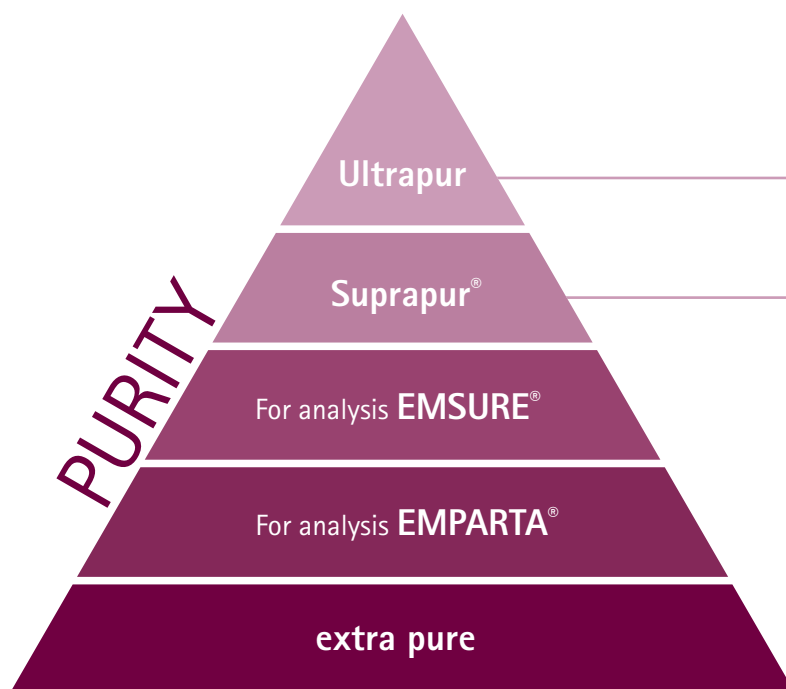 Ultrapur
Suprapur®
PURITY
For analysis EMSURE®
For analysis EMPARTA®
extra pure